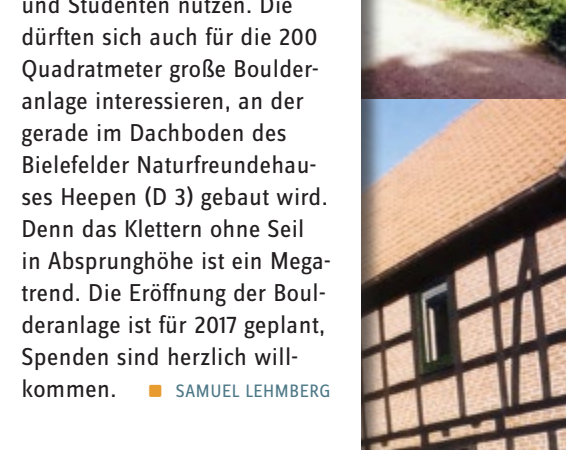 und Studenten nutzen. Die
dürften sich auch für die 200
Quadratmeter große Boulder-
anlage interessieren, an der
gerade im Dachboden des
Bielefelder Naturfreundehau-
ses Heepen (D 3) gebaut wird.
Denn das Klettern ohne Seil
in Absprunghöhe ist ein Mega-
trend. Die Eröffnung der Boul-
deranlage ist für 2017 geplant,
Spenden sind herzlich will-
kommen. ■ SAMUEL LEHMBERG